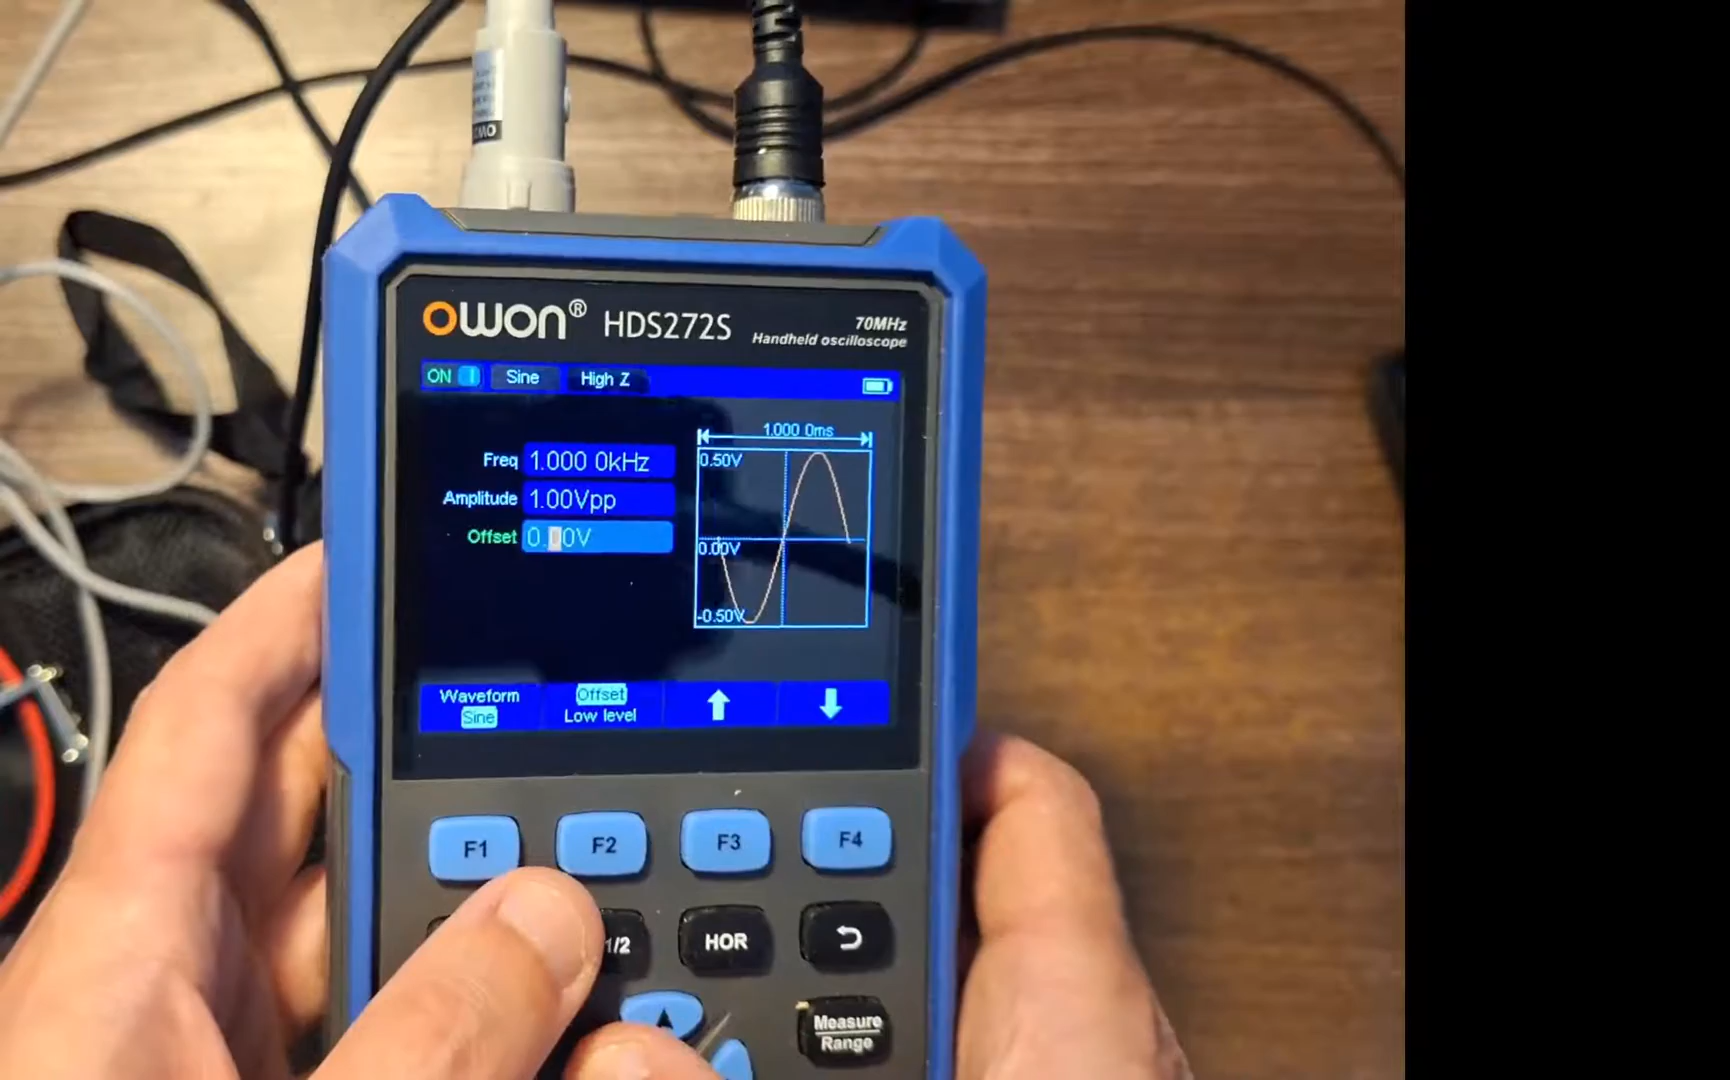 owon® HDS272S
70MHz
Handheld oscilloscope
ON Sine High Z
1.000 0ms
Freq 1.000 0kHz
Amplitude 1.00Vpp
Offset 0.00V
0.50V
0.00V
-0.50V
Waveform
Sine
Offset
Low level
F1 F2 F3 F4
1/2 HOR
Measure
Range
OWO